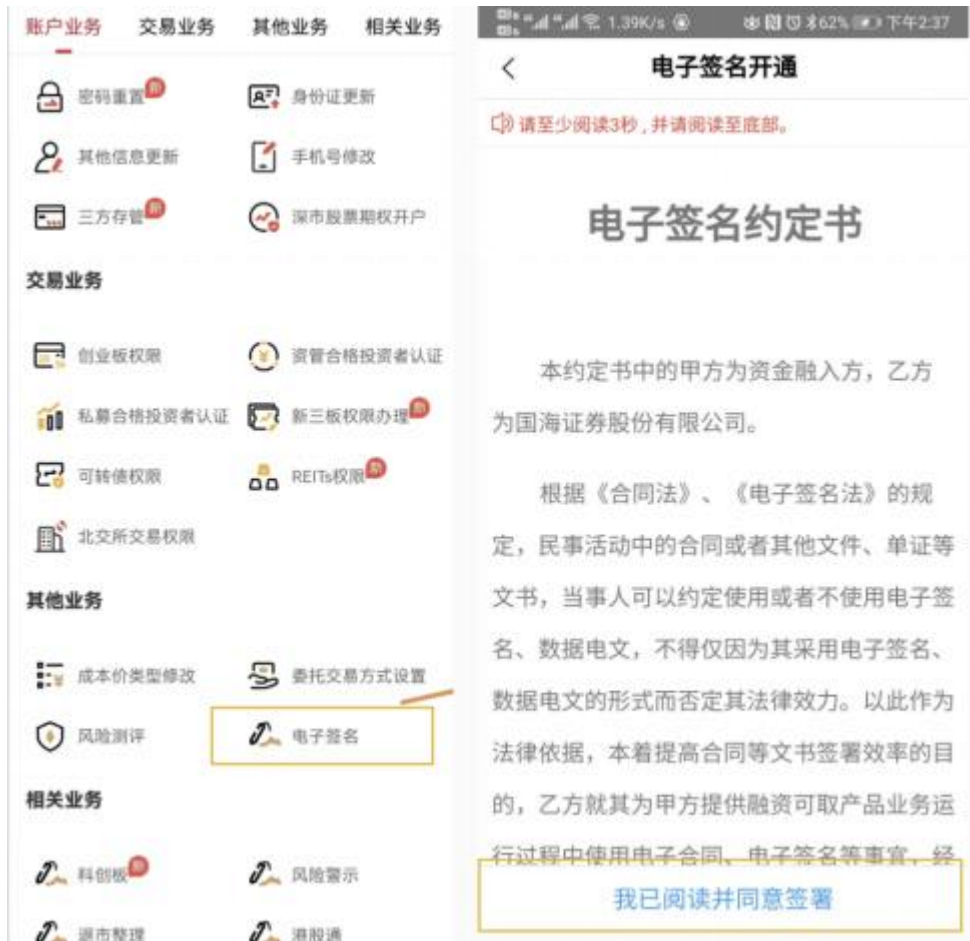 账户业务 交易业务 其他业务 相关业务
密码重置 身份证更新
其他信息更新 手机号修改
三方存管 深市股票期权开户
交易业务
创业板权限 资管合格投资者认证
私募合格投资者认证 新三板权限办理
可转债权限 REITs权限
北交所交易权限
其他业务
成本价类型修改 委托交易方式设置
风险测评 电子签名
相关业务
科创板 风险警示
退市整理 港股通
1.39K/s 62% 下午2:37
电子签名开通
请至少阅读3秒,并请阅读至底部。
电子签名约定书
本约定书中的甲方为资金融入方，乙方
为国海证券股份有限公司。
根据《合同法》、《电子签名法》的规
定，民事活动中的合同或者其他文件、单证等
文书，当事人可以约定使用或者不使用电子签
名、数据电文，不得仅因为其采用电子签名、
数据电文的形式而否定其法律效力。以此作为
法律依据，本着提高合同等文书签署效率的目
的，乙方就其为甲方提供融资可取产品业务运
行过程中使用电子合同、电子签名等事宜，经
我已阅读并同意签署